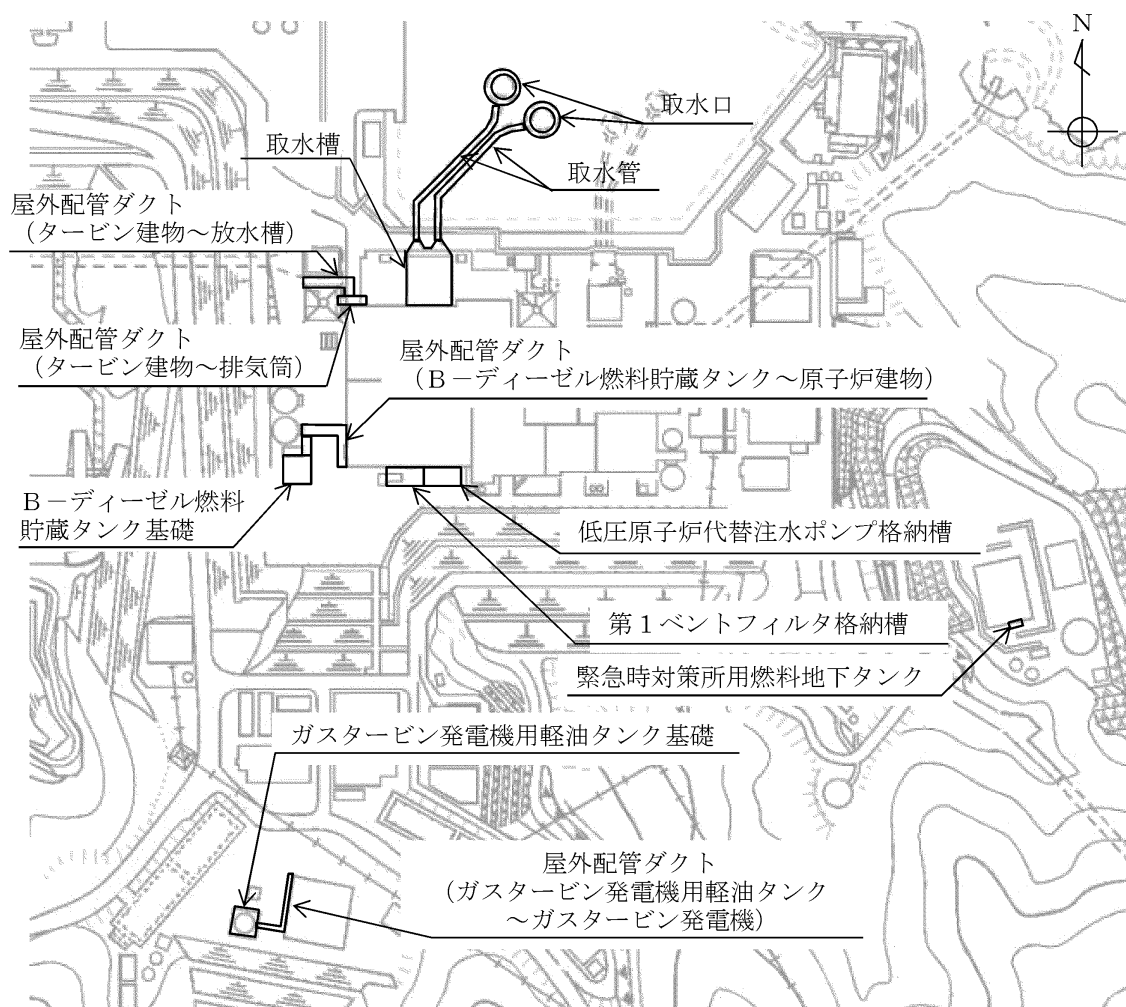 N
取水口
取水槽
取水管
屋外配管ダクト
（タービン建物～放水槽）
屋外配管ダクト
（タービン建物～排気筒）
屋外配管ダクト
（Ｂ－ディーゼル燃料貯蔵タンク～原子炉建物）
Ｂ－ディーゼル燃料
貯蔵タンク基礎
低圧原子炉代替注水ポンプ格納槽
第１ベントフィルタ格納槽
緊急時対策所用燃料地下タンク
ガスタービン発電機用軽油タンク基礎
屋外配管ダクト
（ガスタービン発電機用軽油タンク
～ガスタービン発電機）